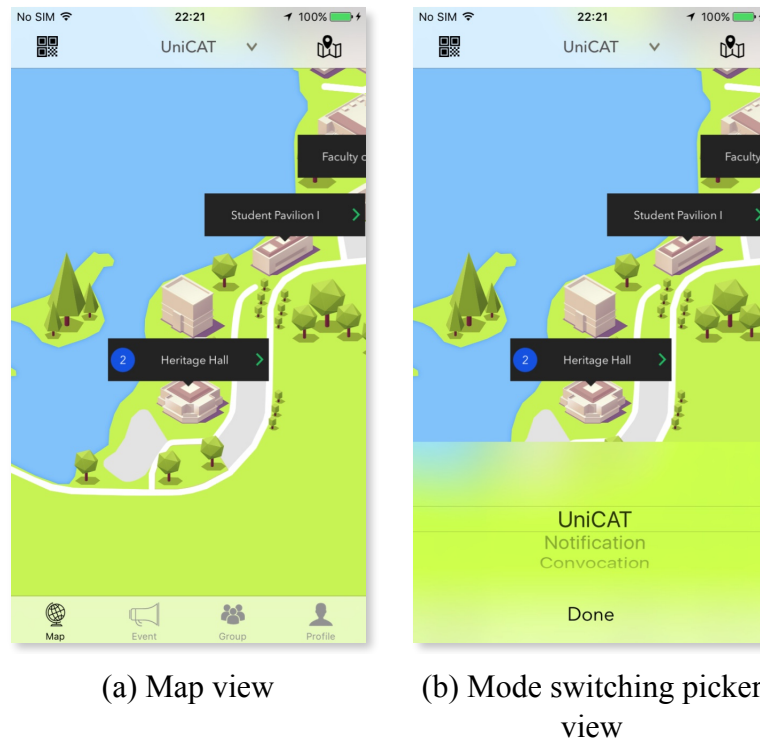 No SIM 22:21 100%
UniCAT
Faculty
Student Pavilion I
2 Heritage Hall
Map Event Group Profile
(a) Map view
No SIM 22:21 100%
UniCAT
Faculty
Student Pavilion I
2 Heritage Hall
UniCAT
Notification
Convocation
Done
(b) Mode switching picker
view